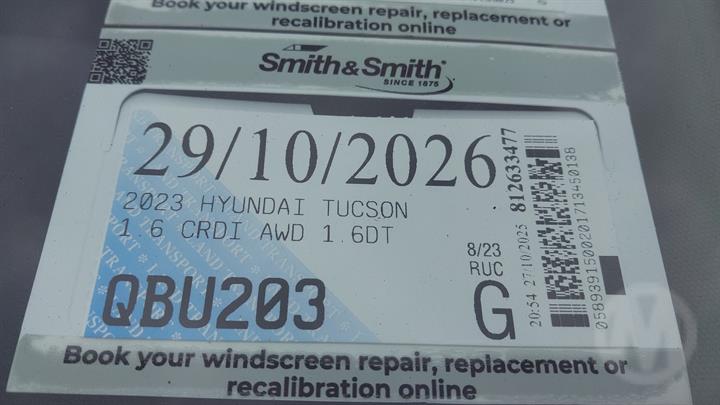 Book your windscreen repair, replacement or
recalibration online
Smith&Smith®
SINCE 1875
29/10/2026
2023 HYUNDAI TUCSON
1.6 CRDI AWD 1.6DT
8/23
RUC
QBU203
G
812633477
20:54 27/10/2025
058939150002017134501​38
Book your windscreen repair, replacement or
recalibration online